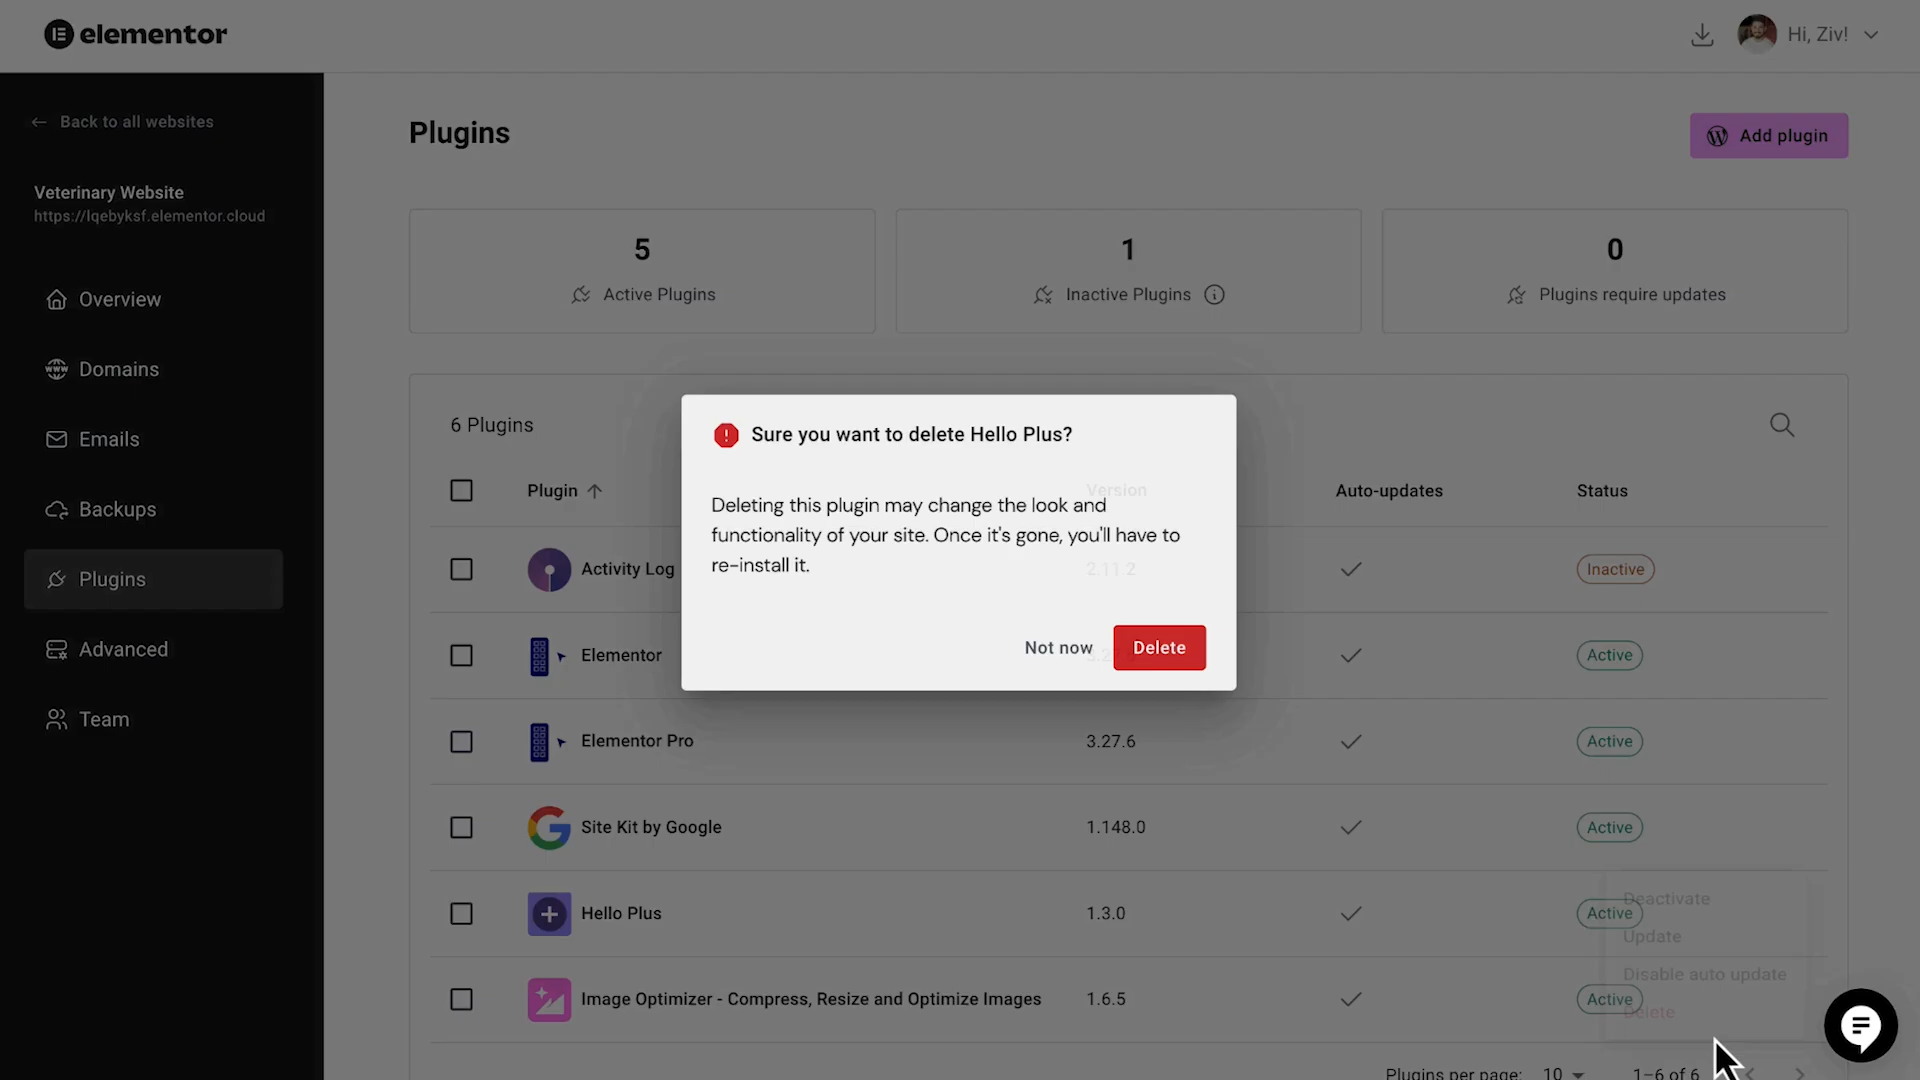 elementor
Hi, Ziv!
Back to all websites
Veterinary Website
https://lqebyksf.elementor.cloud
Overview
Domains
Emails
Backups
Plugins
Advanced
Team
Plugins
Add plugin
5
Active Plugins
1
Inactive Plugins
0
Plugins require updates
6 Plugins
Plugin
Version
Auto-updates
Status
Activity Log
2.11.2
Inactive
Elementor
Active
Elementor Pro
3.27.6
Active
Site Kit by Google
1.148.0
Active
Hello Plus
1.3.0
Active
Image Optimizer - Compress, Resize and Optimize Images
1.6.5
Active
Deactivate
Update
Disable auto update
Delete
Plugins per page:
10
1–6 of 6
Sure you want to delete Hello Plus?
Deleting this plugin may change the look and
functionality of your site. Once it's gone, you'll have to
re-install it.
Not now
Delete